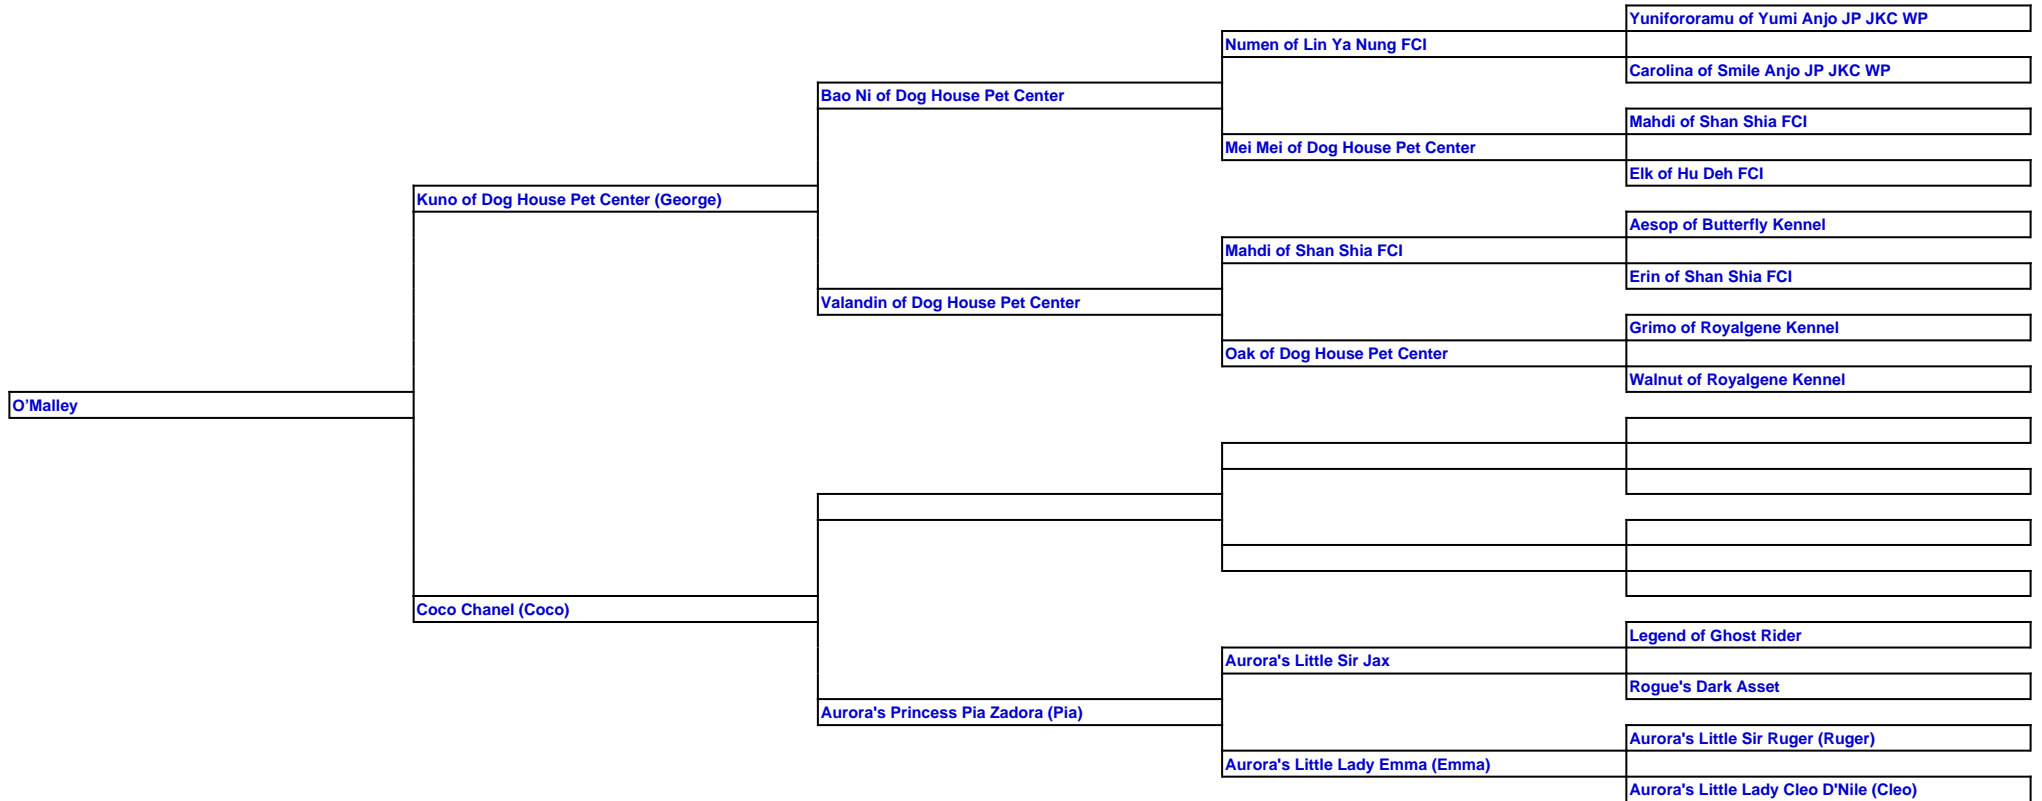 Yunifororamu of Yumi Anjo JP JKC WP
Numen of Lin Ya Nung FCI
Carolina of Smile Anjo JP JKC WP
Bao Ni of Dog House Pet Center
Mahdi of Shan Shia FCI
Mei Mei of Dog House Pet Center
Elk of Hu Deh FCI
Kuno of Dog House Pet Center (George)
Aesop of Butterfly Kennel
Mahdi of Shan Shia FCI
Erin of Shan Shia FCI
Valandin of Dog House Pet Center
Grimo of Royalgene Kennel
Oak of Dog House Pet Center
Walnut of Royalgene Kennel
O’Malley
Coco Chanel (Coco)
Legend of Ghost Rider
Aurora's Little Sir Jax
Rogue's Dark Asset
Aurora's Princess Pia Zadora (Pia)
Aurora's Little Sir Ruger (Ruger)
Aurora's Little Lady Emma (Emma)
Aurora's Little Lady Cleo D'Nile (Cleo)